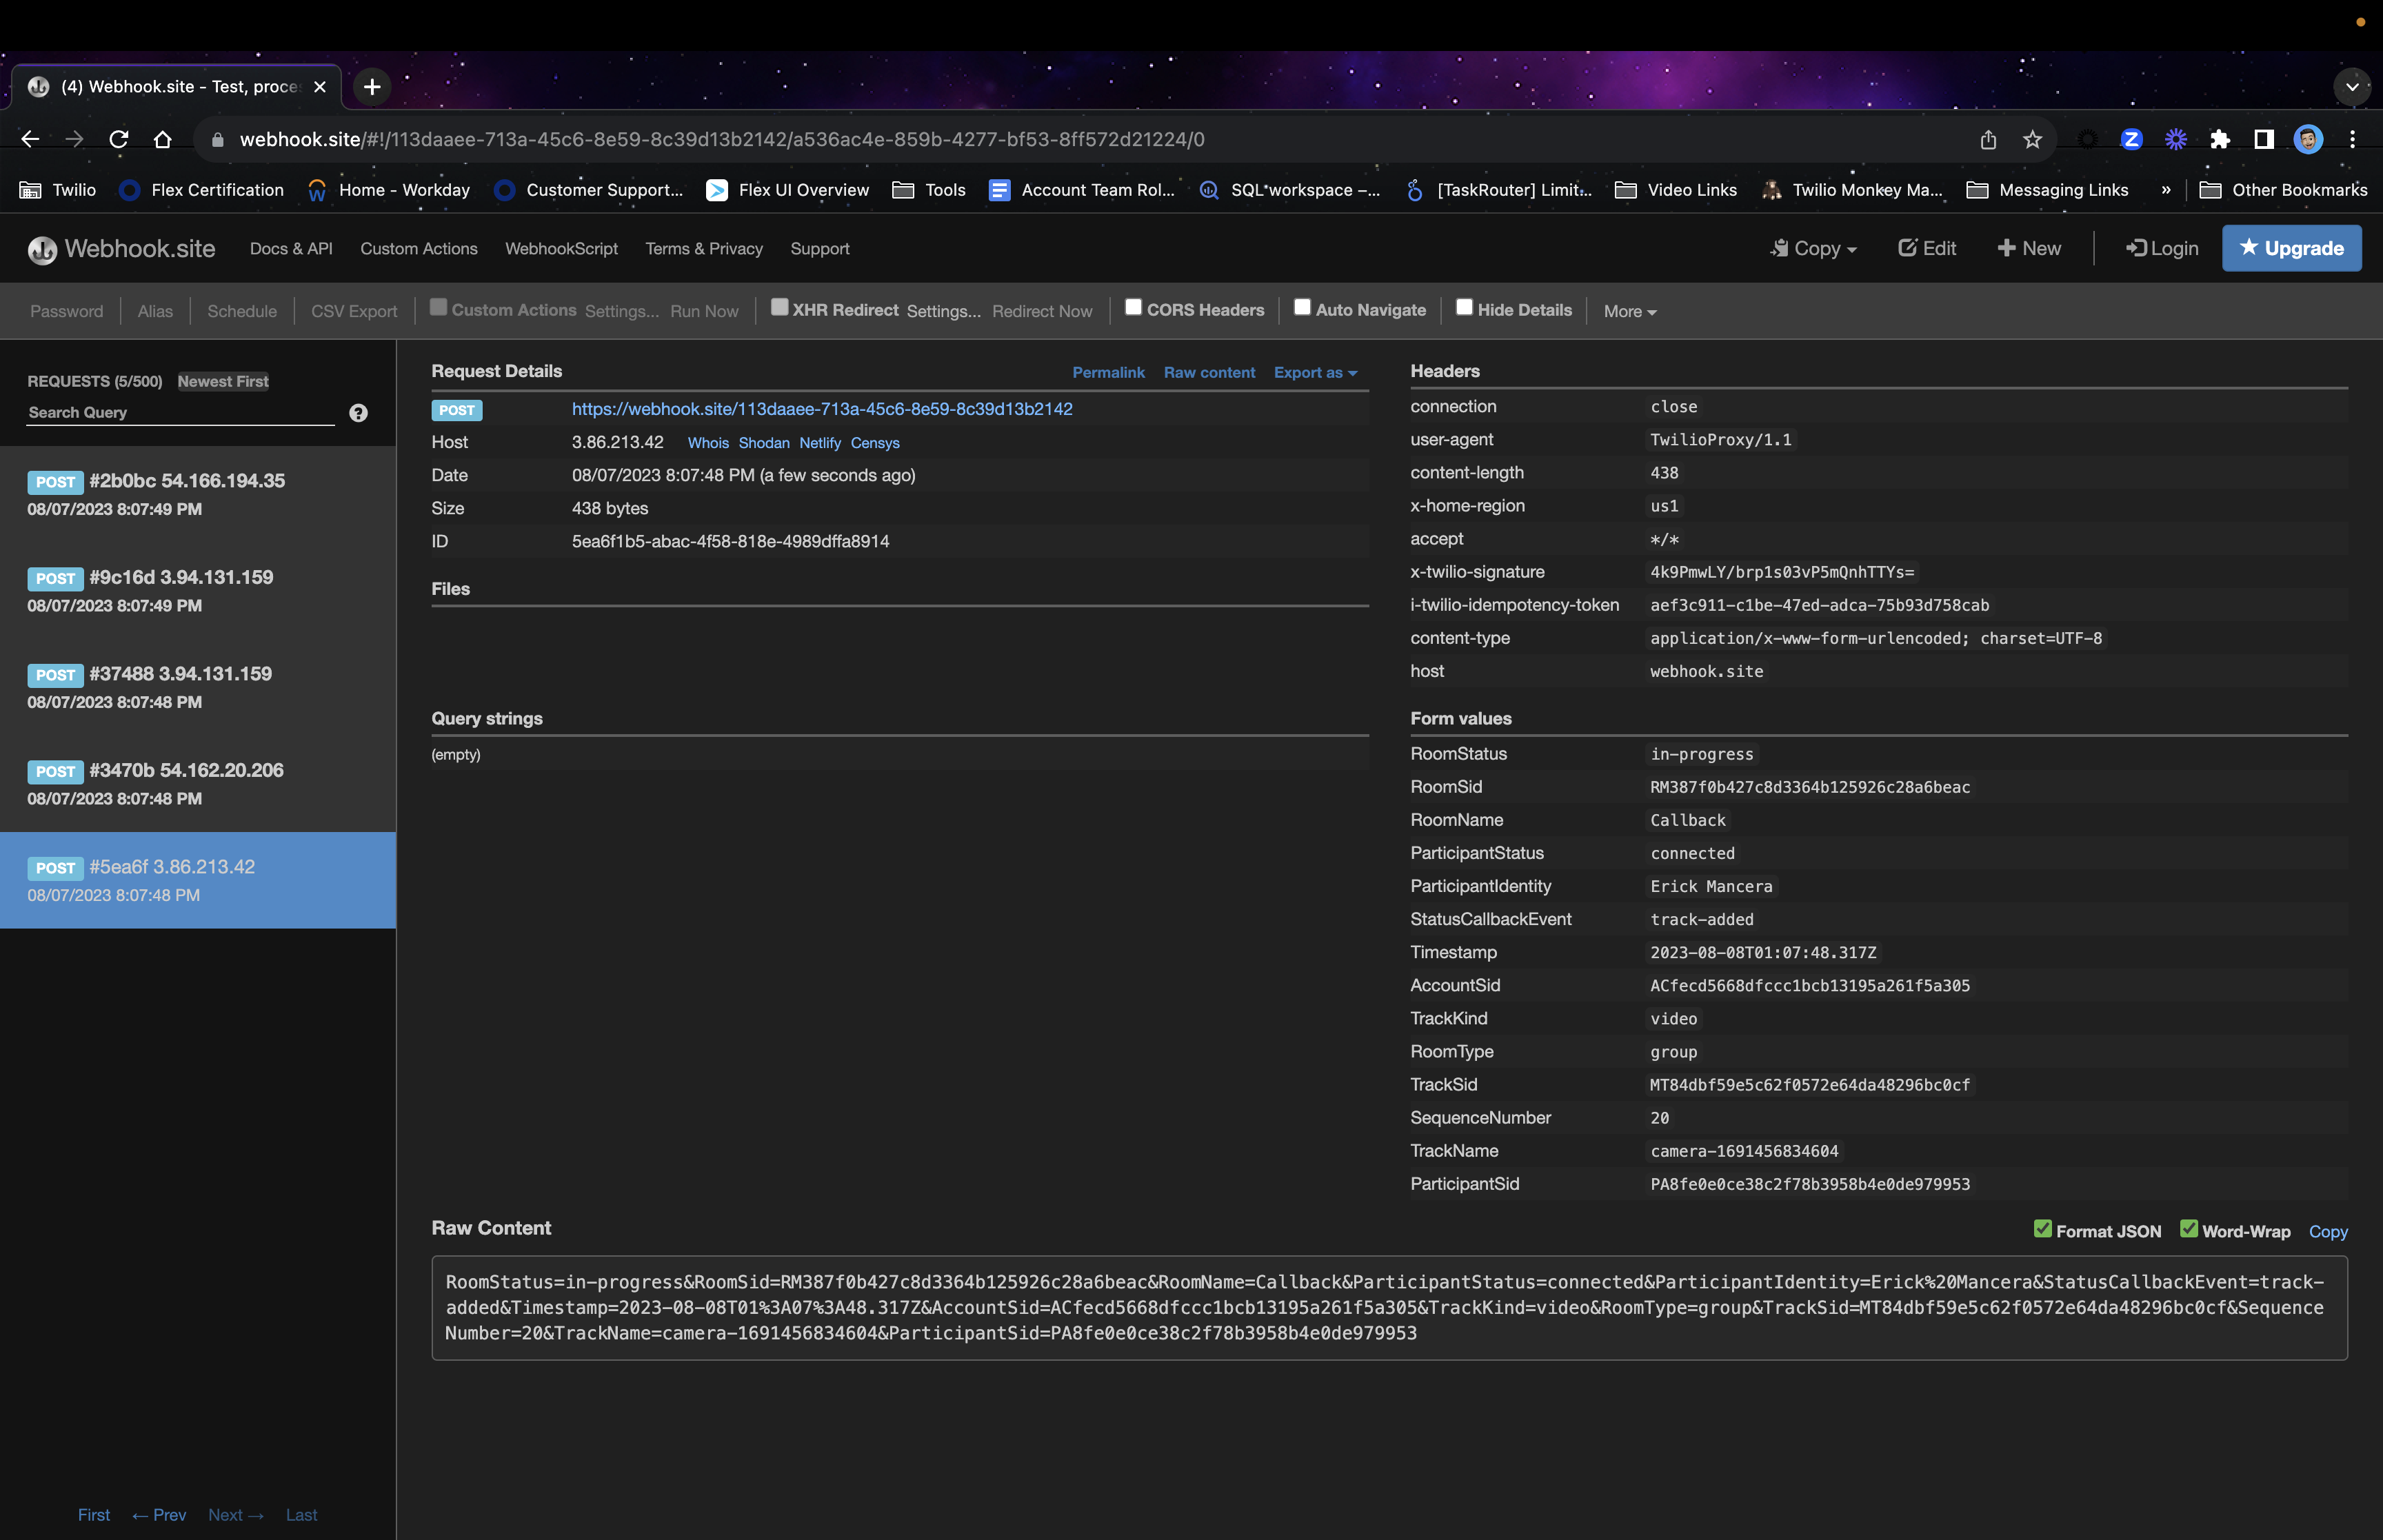 (4) Webhook.site - Test, proces
webhook.site/#!/113daaee-713a-45c6-8e59-8c39d13b2142/a536ac4e-859b-4277-bf53-8ff572d21224/0
Twilio Flex Certification Home - Workday Customer Support... Flex UI Overview Tools Account Team Rol... SQL workspace –... [TaskRouter] Limit... Video Links Twilio Monkey Ma... Messaging Links » Other Bookmarks
Webhook.site Docs & API Custom Actions WebhookScript Terms & Privacy Support Copy Edit New Login Upgrade
Password Alias Schedule CSV Export Custom Actions Settings... Run Now XHR Redirect Settings... Redirect Now CORS Headers Auto Navigate Hide Details More
REQUESTS (5/500) Newest First
Search Query
POST #2b0bc 54.166.194.35
08/07/2023 8:07:49 PM
POST #9c16d 3.94.131.159
08/07/2023 8:07:49 PM
POST #37488 3.94.131.159
08/07/2023 8:07:48 PM
POST #3470b 54.162.20.206
08/07/2023 8:07:48 PM
POST #5ea6f 3.86.213.42
08/07/2023 8:07:48 PM
First ← Prev Next → Last
Request Details Permalink Raw content Export as
POST https://webhook.site/113daaee-713a-45c6-8e59-8c39d13b2142
Host 3.86.213.42 Whois Shodan Netlify Censys
Date 08/07/2023 8:07:48 PM (a few seconds ago)
Size 438 bytes
ID 5ea6f1b5-abac-4f58-818e-4989dffa8914
Files
Query strings
(empty)
Headers
connection close
user-agent TwilioProxy/1.1
content-length 438
x-home-region us1
accept */*
x-twilio-signature 4k9PmwLY/brp1s03vP5mQnhTTYs=
i-twilio-idempotency-token aef3c911-c1be-47ed-adca-75b93d758cab
content-type application/x-www-form-urlencoded; charset=UTF-8
host webhook.site
Form values
RoomStatus in-progress
RoomSid RM387f0b427c8d3364b125926c28a6beac
RoomName Callback
ParticipantStatus connected
ParticipantIdentity Erick Mancera
StatusCallbackEvent track-added
Timestamp 2023-08-08T01:07:48.317Z
AccountSid ACfecd5668dfccc1bcb13195a261f5a305
TrackKind video
RoomType group
TrackSid MT84dbf59e5c62f0572e64da48296bc0cf
SequenceNumber 20
TrackName camera-1691456834604
ParticipantSid PA8fe0e0ce38c2f78b3958b4e0de979953
Raw Content Format JSON Word-Wrap Copy
RoomStatus=in-progress&RoomSid=RM387f0b427c8d3364b125926c28a6beac&RoomName=Callback&ParticipantStatus=connected&ParticipantIdentity=Erick%20Mancera&StatusCallbackEvent=track-
added&Timestamp=2023-08-08T01%3A07%3A48.317Z&AccountSid=ACfecd5668dfccc1bcb13195a261f5a305&TrackKind=video&RoomType=group&TrackSid=MT84dbf59e5c62f0572e64da48296bc0cf&Sequence
Number=20&TrackName=camera-1691456834604&ParticipantSid=PA8fe0e0ce38c2f78b3958b4e0de979953